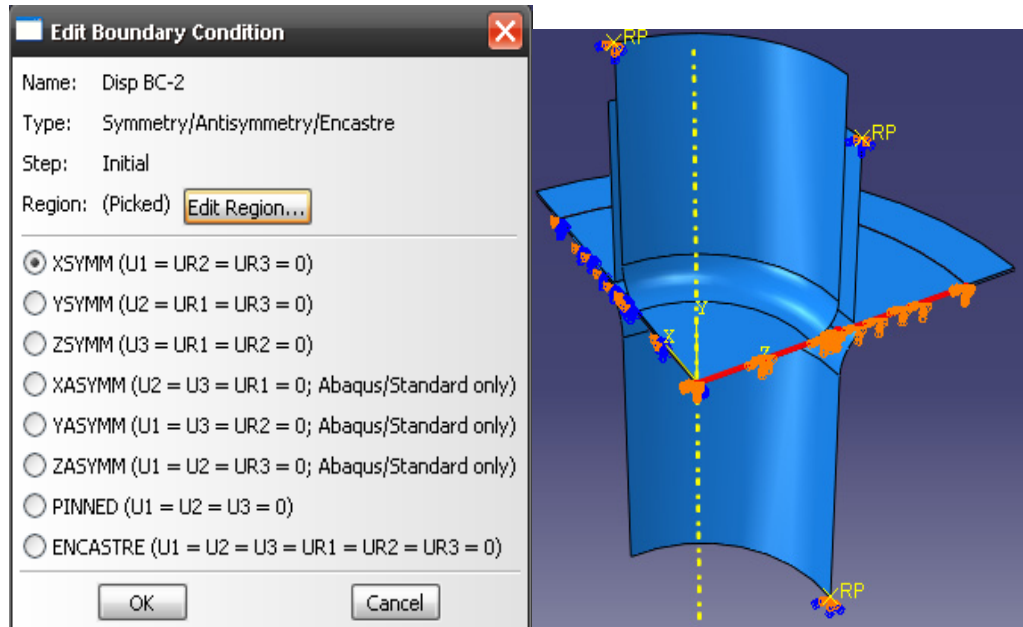 Edit Boundary Condition
Name: Disp BC-2
Type: Symmetry/Antisymmetry/Encastre
Step: Initial
Region: (Picked) Edit Region...
XSYMM (U1 = UR2 = UR3 = 0)
YSYMM (U2 = UR1 = UR3 = 0)
ZSYMM (U3 = UR1 = UR2 = 0)
XASYMM (U2 = U3 = UR1 = 0; Abaqus/Standard only)
YASYMM (U1 = U3 = UR2 = 0; Abaqus/Standard only)
ZASYMM (U1 = U2 = UR3 = 0; Abaqus/Standard only)
PINNED (U1 = U2 = U3 = 0)
ENCASTRE (U1 = U2 = U3 = UR1 = UR2 = UR3 = 0)
OK Cancel
RP
RP
Y
X
Z
RP